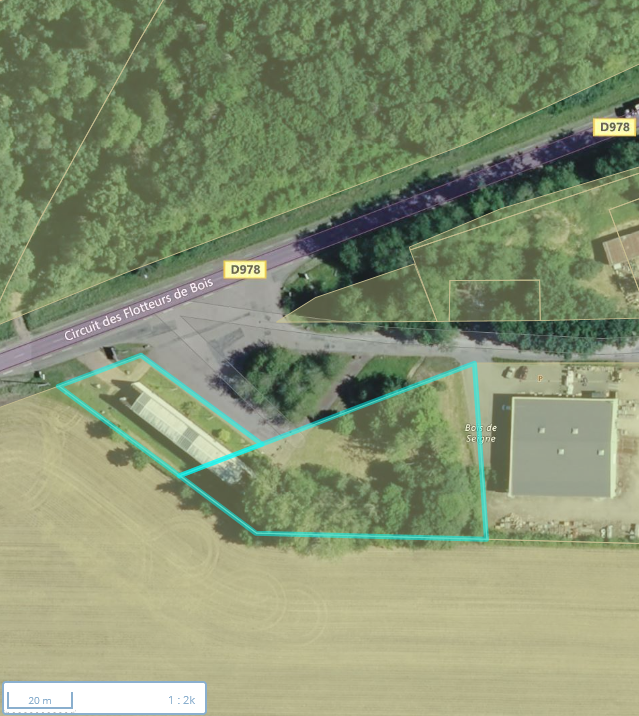 D978
D978
Circuit des Flotteurs de Bois
P
Bois de
Seigne
20 m
1 : 2k